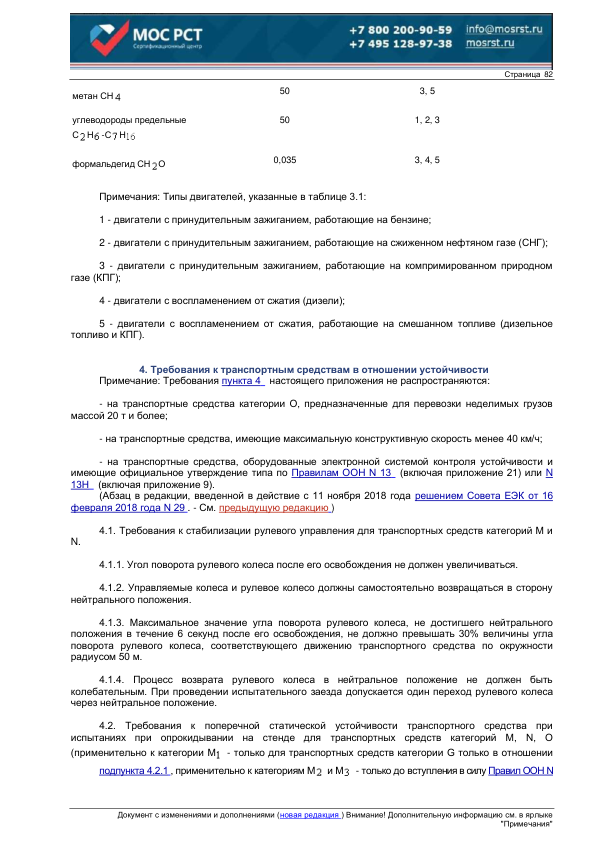 МОС РСТ
Сертификационный центр
+7 800 200-90-59 info@mosrst.ru
+7 495 128-97-38 mosrst.ru
Страница 82
метан CH 4 50 3, 5
углеводороды предельные 50 1, 2, 3
C 2 H6 -C7 H16
формальдегид CH 2 O 0,035 3, 4, 5
Примечания: Типы двигателей, указанные в таблице 3.1:
1 - двигатели с принудительным зажиганием, работающие на бензине;
2 - двигатели с принудительным зажиганием, работающие на сжиженном нефтяном газе (СНГ);
3 - двигатели с принудительным зажиганием, работающие на компримированном природном
газе (КПГ);
4 - двигатели с воспламенением от сжатия (дизели);
5 - двигатели с воспламенением от сжатия, работающие на смешанном топливе (дизельное
топливо и КПГ).
4. Требования к транспортным средствам в отношении устойчивости
Примечание: Требования пункта 4 настоящего приложения не распространяются:
- на транспортные средства категории О, предназначенные для перевозки неделимых грузов
массой 20 т и более;
- на транспортные средства, имеющие максимальную конструктивную скорость менее 40 км/ч;
- на транспортные средства, оборудованные электронной системой контроля устойчивости и
имеющие официальное утверждение типа по Правилам ООН N 13 (включая приложение 21) или N
13Н (включая приложение 9).
(Абзац в редакции, введенной в действие с 11 ноября 2018 года решением Совета ЕЭК от 16
февраля 2018 года N 29 . - См. предыдущую редакцию )
4.1. Требования к стабилизации рулевого управления для транспортных средств категорий М и
N.
4.1.1. Угол поворота рулевого колеса после его освобождения не должен увеличиваться.
4.1.2. Управляемые колеса и рулевое колесо должны самостоятельно возвращаться в сторону
нейтрального положения.
4.1.3. Максимальное значение угла поворота рулевого колеса, не достигшего нейтрального
положения в течение 6 секунд после его освобождения, не должно превышать 30% величины угла
поворота рулевого колеса, соответствующего движению транспортного средства по окружности
радиусом 50 м.
4.1.4. Процесс возврата рулевого колеса в нейтральное положение не должен быть
колебательным. При проведении испытательного заезда допускается один переход рулевого колеса
через нейтральное положение.
4.2. Требования к поперечной статической устойчивости транспортного средства при
испытаниях при опрокидывании на стенде для транспортных средств категорий М, N, О
(применительно к категории M1 - только для транспортных средств категории G только в отношении
подпункта 4.2.1 , применительно к категориям M2 и M3 - только до вступления в силу Правил ООН N
Документ с изменениями и дополнениями (новая редакция ) Внимание! Дополнительную информацию см. в ярлыке
"Примечания"